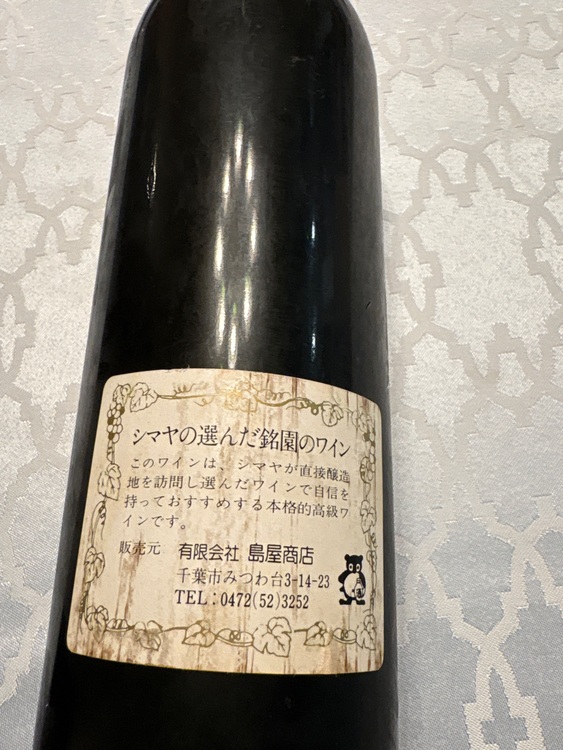 シマヤの選んだ銘園のワイン
このワインは、シマヤが直接醸造
地を訪問し選んだワインで自信を
持っておすすめする本格的高級ワ
インです。
販売元 有限会社 島屋商店
千葉市みつわ台3-14-23
TEL:0472(52)3252